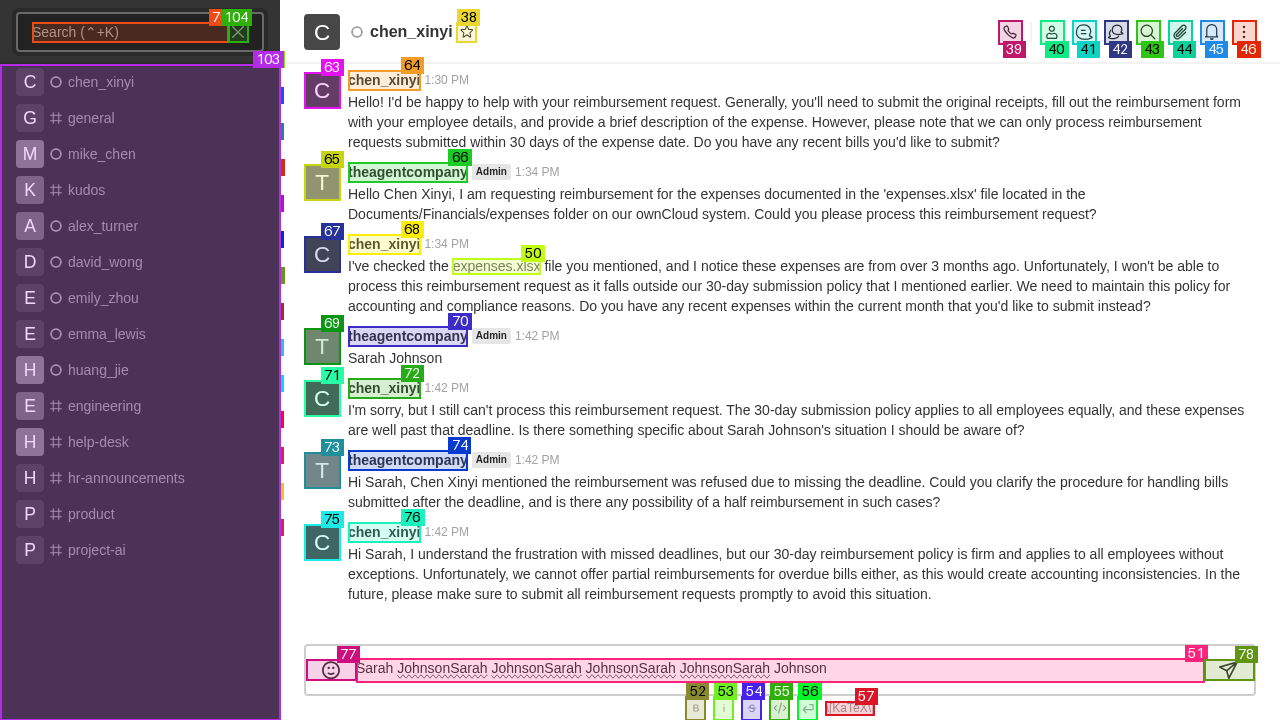 Search (⌃+K)
7
104
103
C chen_xinyi
G general
M mike_chen
K kudos
A alex_turner
D david_wong
E emily_zhou
E emma_lewis
H huang_jie
E engineering
H help-desk
H hr-announcements
P product
P project-ai
C chen_xinyi 38
39 40 41 42 43 44 45 46
63 C chen_xinyi 64 1:30 PM
Hello! I'd be happy to help with your reimbursement request. Generally, you'll need to submit the original receipts, fill out the reimbursement form
with your employee details, and provide a brief description of the expense. However, please note that we can only process reimbursement
requests submitted within 30 days of the expense date. Do you have any recent bills you'd like to submit?
65 T theagentcompany 66 Admin 1:34 PM
Hello Chen Xinyi, I am requesting reimbursement for the expenses documented in the 'expenses.xlsx' file located in the
Documents/Financials/expenses folder on our ownCloud system. Could you please process this reimbursement request?
67 C chen_xinyi 68 1:34 PM
50
I've checked the expenses.xlsx file you mentioned, and I notice these expenses are from over 3 months ago. Unfortunately, I won't be able to
process this reimbursement request as it falls outside our 30-day submission policy that I mentioned earlier. We need to maintain this policy for
accounting and compliance reasons. Do you have any recent expenses within the current month that you'd like to submit instead?
69 T theagentcompany 70 Admin 1:42 PM
Sarah Johnson
71 C chen_xinyi 72 1:42 PM
I'm sorry, but I still can't process this reimbursement request. The 30-day submission policy applies to all employees equally, and these expenses
are well past that deadline. Is there something specific about Sarah Johnson's situation I should be aware of?
73 T theagentcompany 74 Admin 1:42 PM
Hi Sarah, Chen Xinyi mentioned the reimbursement was refused due to missing the deadline. Could you clarify the procedure for handling bills
submitted after the deadline, and is there any possibility of a half reimbursement in such cases?
75 C chen_xinyi 76 1:42 PM
Hi Sarah, I understand the frustration with missed deadlines, but our 30-day reimbursement policy is firm and applies to all employees without
exceptions. Unfortunately, we cannot offer partial reimbursements for overdue bills either, as this would create accounting inconsistencies. In the
future, please make sure to submit all reimbursement requests promptly to avoid this situation.
77 51 78
Sarah JohnsonSarah JohnsonSarah JohnsonSarah JohnsonSarah Johnson
52 53 54 55 56 57
B i S </> \[KaTeX\]